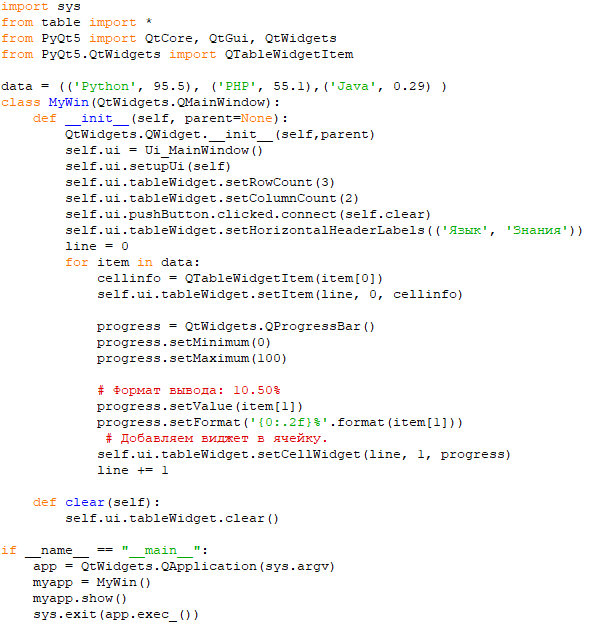 import sys
from table import *
from PyQt5 import QtCore, QtGui, QtWidgets
from PyQt5.QtWidgets import QTableWidgetItem

data = (('Python', 95.5), ('PHP', 55.1),('Java', 0.29) )
class MyWin(QtWidgets.QMainWindow):
    def __init__(self, parent=None):
        QtWidgets.QWidget.__init__(self,parent)
        self.ui = Ui_MainWindow()
        self.ui.setupUi(self)
        self.ui.tableWidget.setRowCount(3)
        self.ui.tableWidget.setColumnCount(2)
        self.ui.pushButton.clicked.connect(self.clear)
        self.ui.tableWidget.setHorizontalHeaderLabels(('Язык', 'Знания'))
        line = 0
        for item in data:
            cellinfo = QTableWidgetItem(item[0])
            self.ui.tableWidget.setItem(line, 0, cellinfo)

            progress = QtWidgets.QProgressBar()
            progress.setMinimum(0)
            progress.setMaximum(100)

            # Формат вывода: 10.50%
            progress.setValue(item[1])
            progress.setFormat('{0:.2f}%'.format(item[1]))
             # Добавляем виджет в ячейку.
            self.ui.tableWidget.setCellWidget(line, 1, progress)
            line += 1

    def clear(self):
        self.ui.tableWidget.clear()

if __name__ == "__main__":
    app = QtWidgets.QApplication(sys.argv)
    myapp = MyWin()
    myapp.show()
    sys.exit(app.exec_())